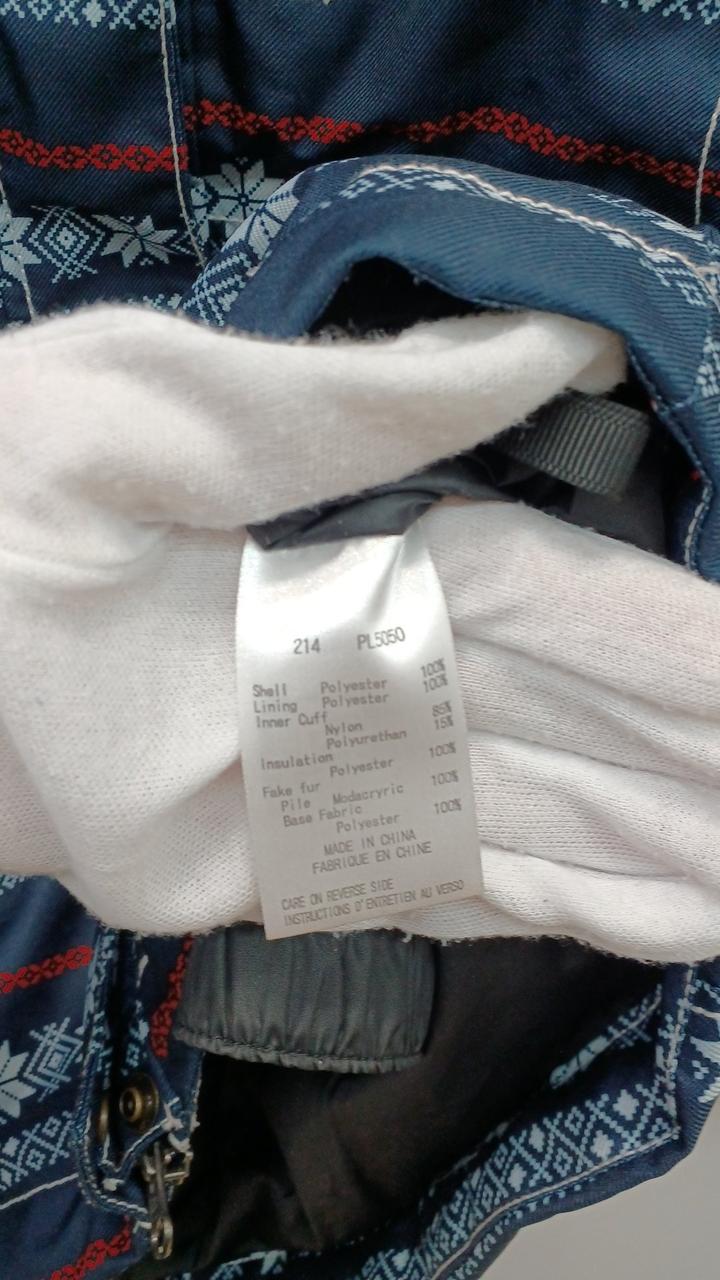 214 PL5050
Shell Polyester 100%
Lining Polyester 100%
Inner Cuff
Nylon 85%
Polyurethan 15%
Insulation
Polyester 100%
Fake fur
Pile Modacryric 100%
Base Fabric
Polyester 100%
MADE IN CHINA
FABRIQUE EN CHINE
CARE ON REVERSE SIDE
INSTRUCTIONS D'ENTRETIEN AU VERSO